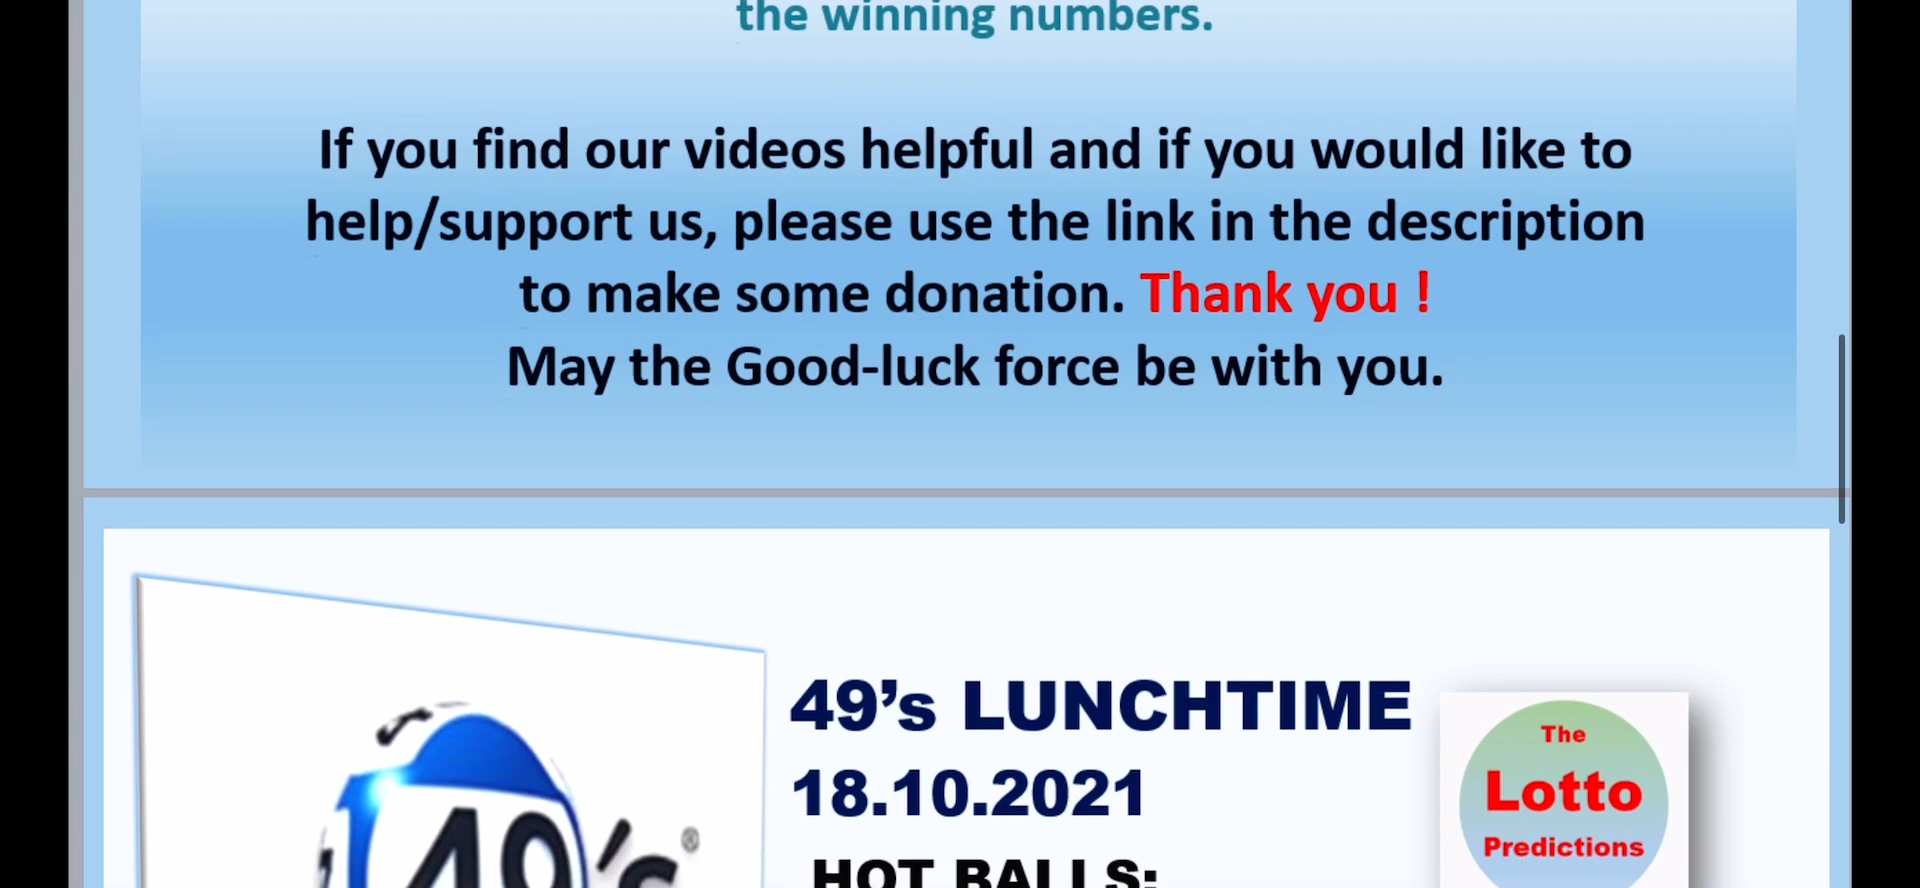 the winning numbers.
If you find our videos helpful and if you would like to
help/support us, please use the link in the description
to make some donation. Thank you !
May the Good-luck force be with you.
49’s LUNCHTIME
18.10.2021
HOT BALLS:
The
Lotto
Predictions
49's®